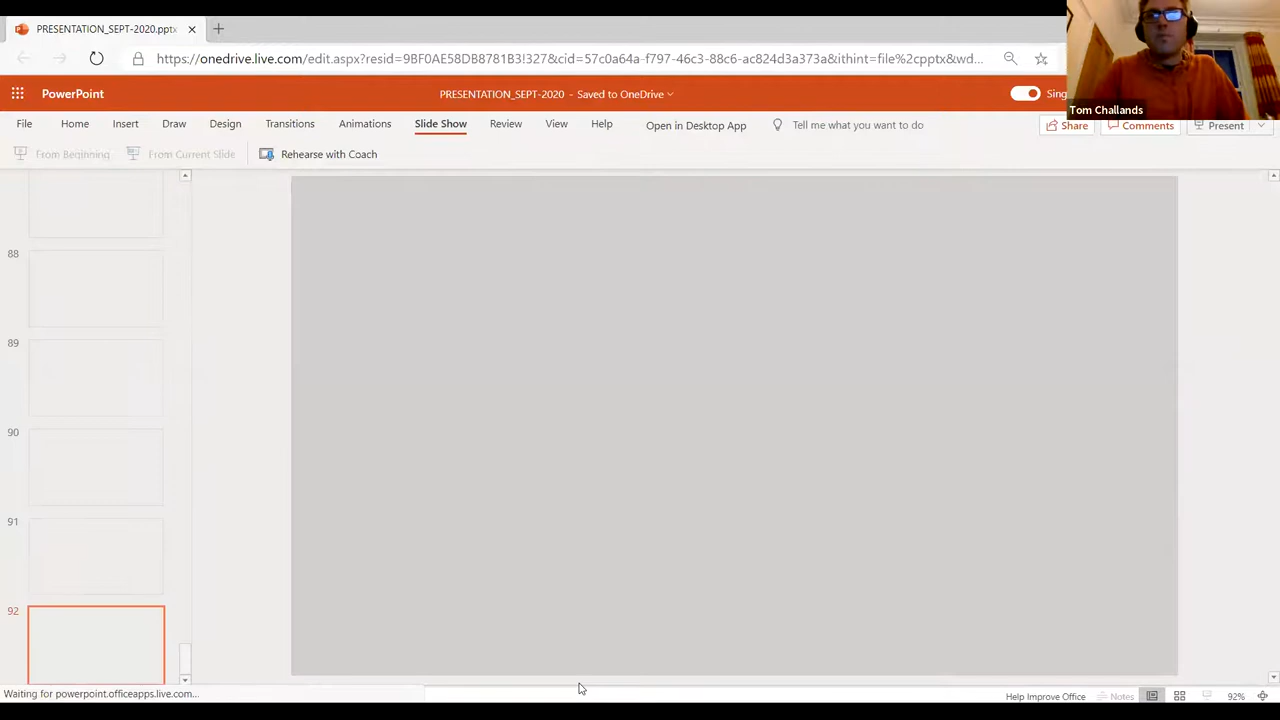 PRESENTATION_SEPT-2020.pptx
https://onedrive.live.com/edit.aspx?resid=9BF0AE58DB877C33!327&cid=57c0a64a-f797-46c3-88c6-ac824d3a373a&ithint=file%2cpptx&wd...
Tom Challands
PowerPoint
PRESENTATION_SEPT-2020 - Saved to OneDrive
Sing
File Home Insert Draw Design Transitions Animations Slide Show Review View Help Open in Desktop App Tell me what you want to do Share Comments Present
From Beginning From Current Slide Rehearse with Coach
88
89
90
91
92
Waiting for powerpoint.officeapps.live.com...
Help Improve Office Notes 92%